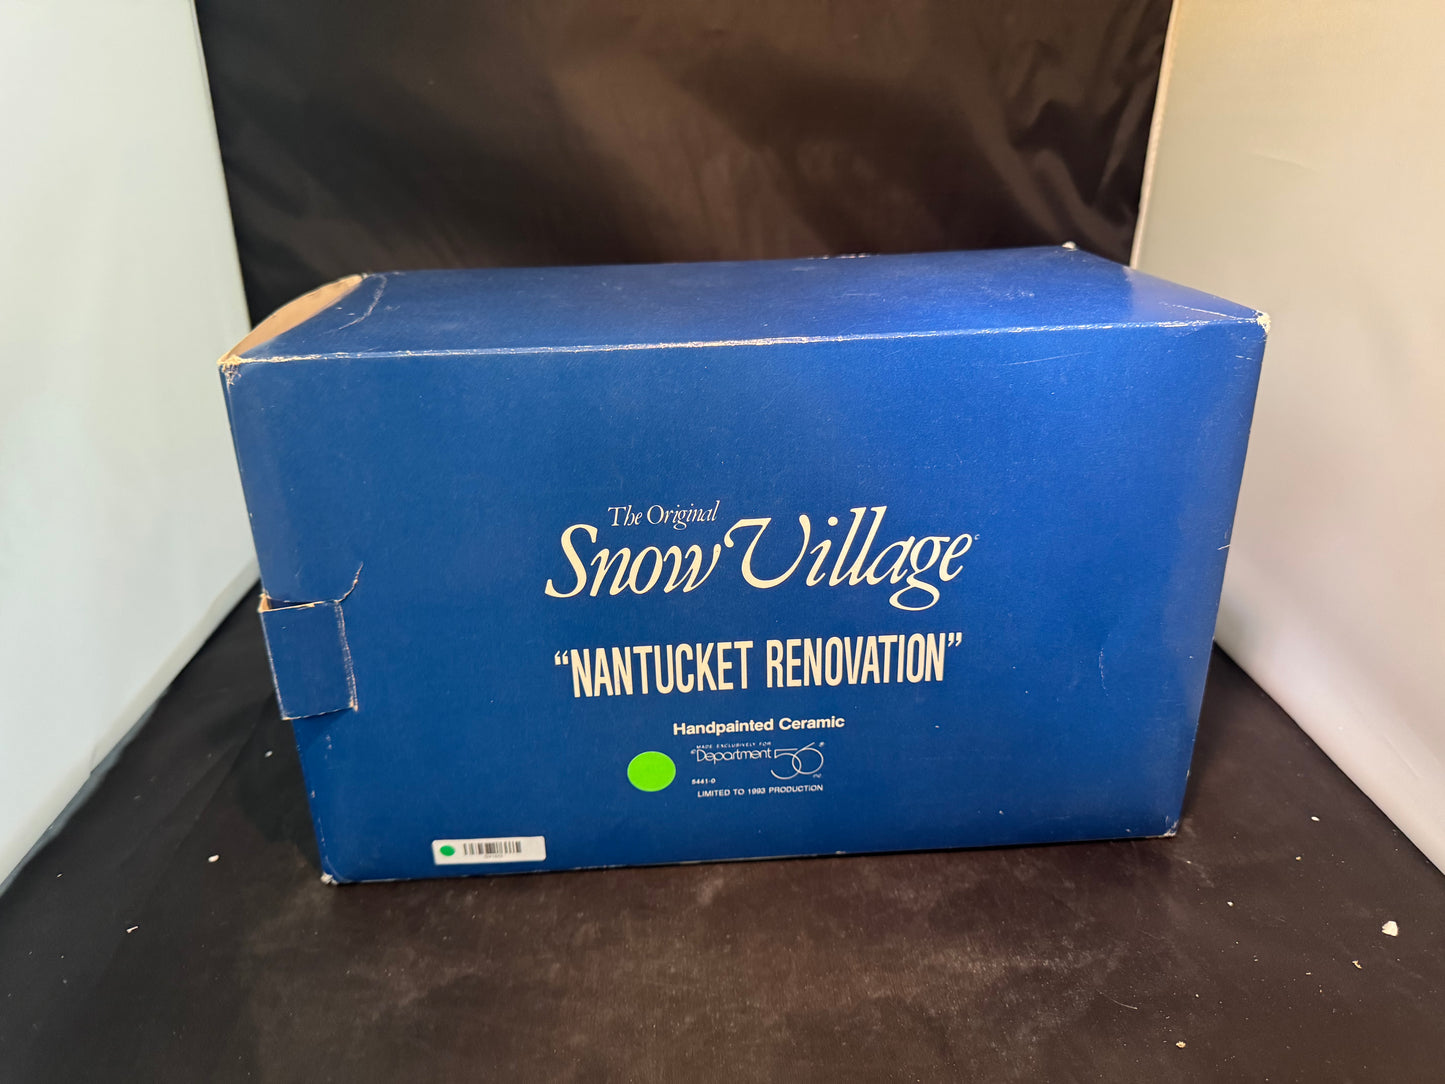 The Original
Snow Village©
“NANTUCKET RENOVATION”
Handpainted Ceramic
MADE EXCLUSIVELY FOR
©Department 56® INC.
5441-0
LIMITED TO 1993 PRODUCTION